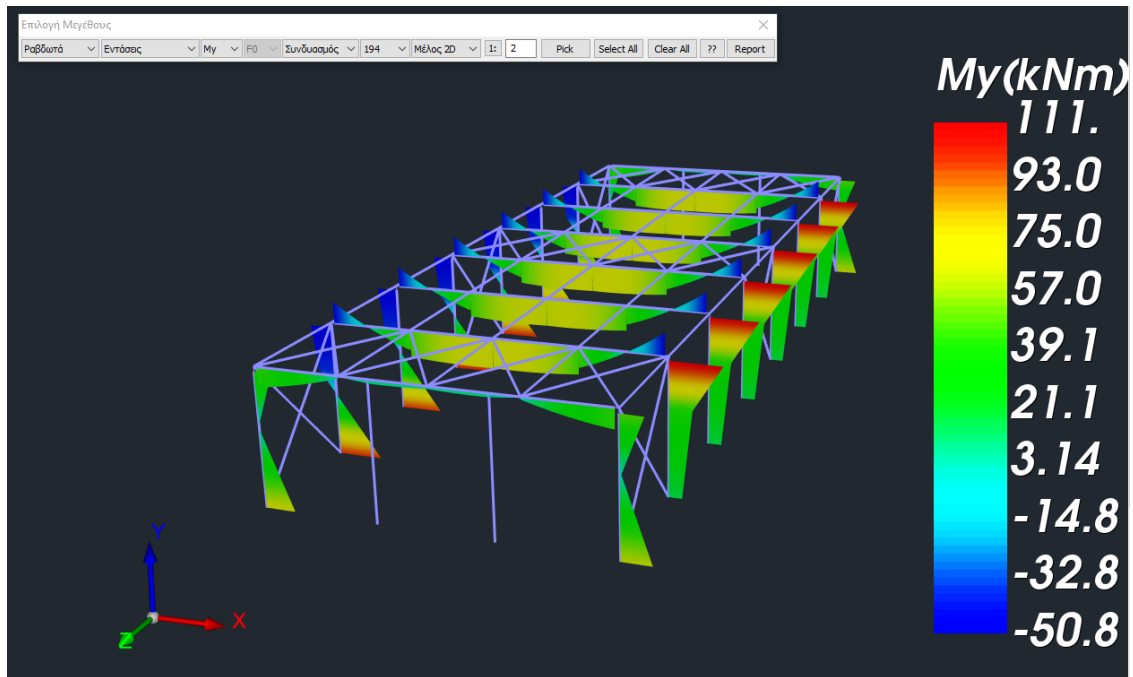 Επιλογή Μεγέθους
Ραβδωτά Εντάσεις My F0 Συνδυασμός 194 Μέλος 2D 1: 2 Pick Select All Clear All ?? Report
My(kNm)
111.
93.0
75.0
57.0
39.1
21.1
3.14
-14.8
-32.8
-50.8
Y
X
Z